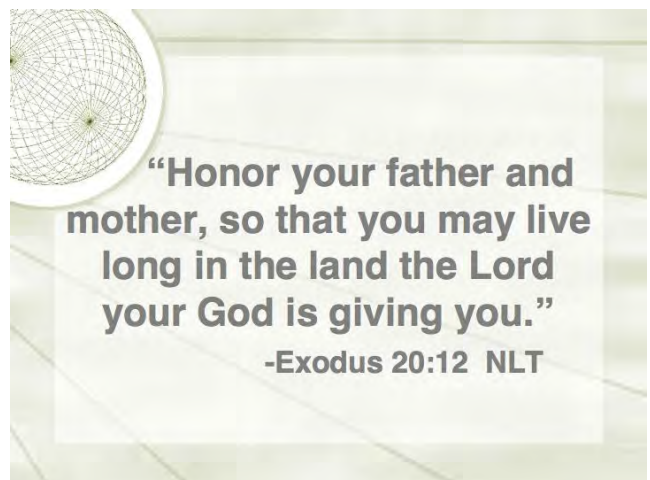 “Honor your father and
mother, so that you may live
long in the land the Lord
your God is giving you.”
-Exodus 20:12  NLT